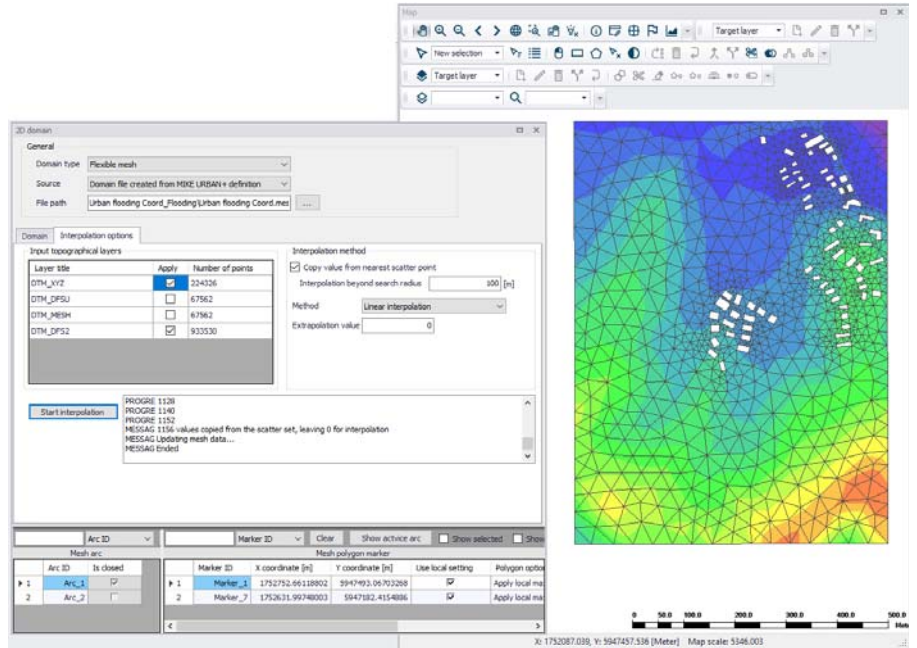 Map
Target layer
New selection
Target layer
2D domain
General
Domain type Flexible mesh
Source Domain file created from MIKE URBAN+ definition
File path Urban flooding Coord_Flooding\Urban flooding Coord.mes ...
Domain Interpolation options
Input topographical layers
Layer title Apply Number of points
DTM_XYZ 224326
DTM_DFSU 67562
DTM_MESH 67562
DTM_DFS2 933530
Interpolation method
Copy value from nearest scatter point
Interpolation beyond search radius 100 [m]
Method Linear interpolation
Extrapolation value 0
Start interpolation
PROGRE 1128
PROGRE 1140
PROGRE 1152
MESSAG 1156 values copied from the scatter set, leaving 0 for interpolation
MESSAG Updating mesh data...
MESSAG Ended
Arc ID
Mesh arc
Arc ID Is closed
1 Arc_1
2 Arc_2
Marker ID Clear Show actvice arc Show selected Show
Mesh polygon marker
Marker ID X coordinate [m] Y coordinate [m] Use local setting Polygon optio
1 Marker_1 1752752.66118802 5947493.06703268 Apply local ma
2 Marker_7 1752631.99748003 5947182.4154886 Apply local ma
0 50.0 100.0 200.0 300.0 400.0 500.0
Mete
X: 1752087.039, Y: 5947457.536 [Meter] Map scale: 5346.003